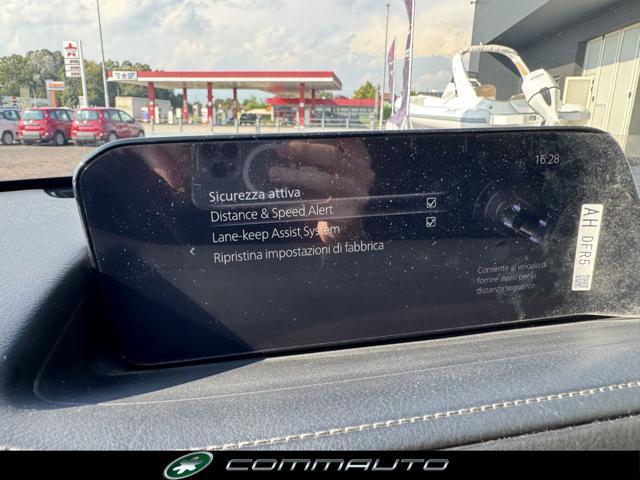 16:28
Sicurezza attiva
Distance & Speed Alert
Lane-keep Assist System
Ripristina impostazioni di fabbrica
Consente al veicolo di
fornire avvisi per la
distanza seguente.
AH DFR5
COMMAUTO